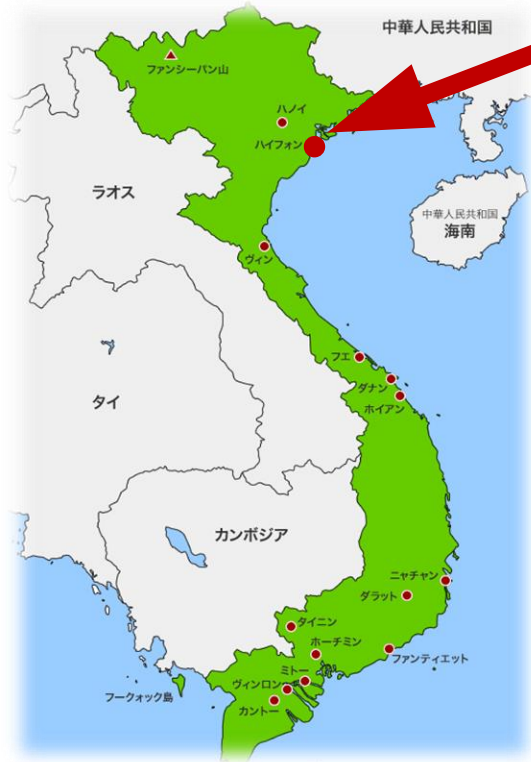 中華人民共和国
ファンシーパン山
ハノイ
ハイフォン
ラオス
中華人民共和国
海南
ヴィン
フエ
ダナン
ホイアン
タイ
カンボジア
ニャチャン
ダラット
タイニン
ホーチミン
ファンティエット
ミトー
ヴィンロン
カントー
フークォック島